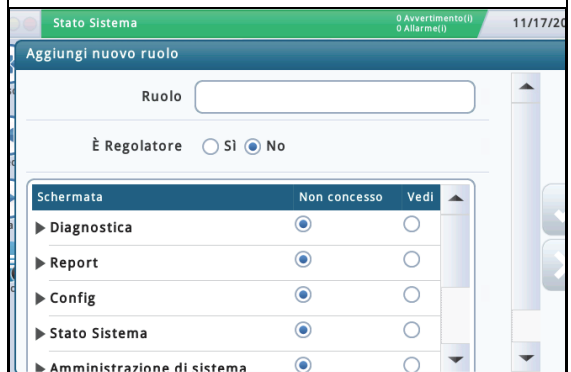 Stato Sistema
0 Avvertimento(i)
0 Allarme(i)
11/17/20
Aggiungi nuovo ruolo
Ruolo
È Regolatore Sì No
Schermata Non concesso Vedi
Diagnostica
Report
Config
Stato Sistema
Amministrazione di sistema